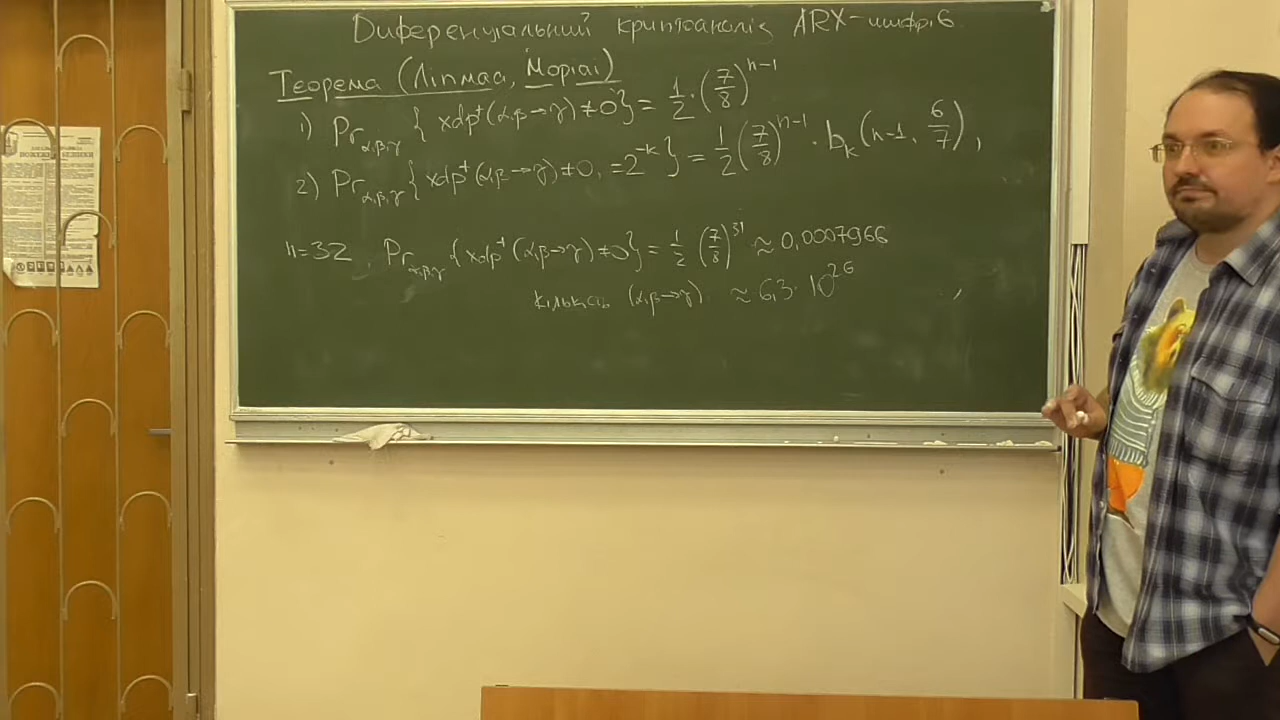 Диференціальний криптоаналіз ARX-шифрів
Теорема (Ліпмаа, Моріаі)
1) Pr_{α,β,γ} { xdp⁺(α,β→γ) ≠ 0 } = 1/2 · (7/8)^{n-1}
2) Pr_{α,β,γ} { xdp⁺(α,β→γ) ≠ 0, = 2^{-k} } = 1/2 (7/8)^{n-1} · b_k(n-1, 6/7),
n=32 Pr_{α,β,γ} { xdp⁺(α,β→γ) ≠ 0 } = 1/2 (7/8)^{31} ≈ 0,0007966
кількість (α,β→γ) ≈ 6,3 · 10^{26}